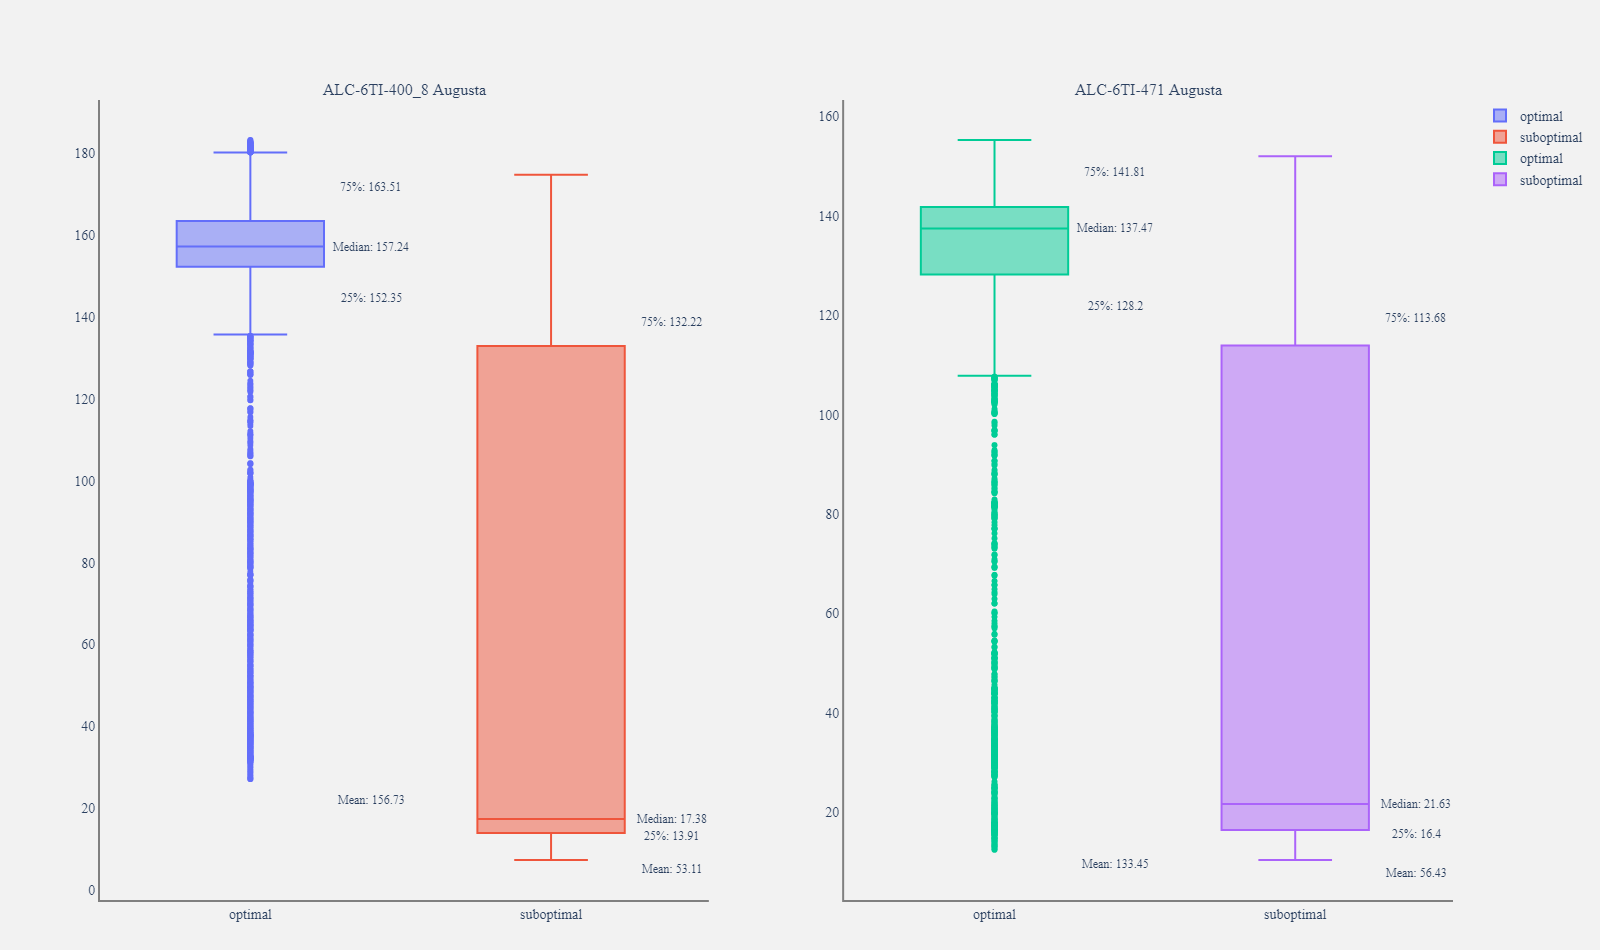 ALC-6TI-400_8 Augusta
180
160
140
120
100
80
60
40
20
0
75%: 163.51
Median: 157.24
25%: 152.35
Mean: 156.73
75%: 132.22
Median: 17.38
25%: 13.91
Mean: 53.11
optimal
suboptimal
ALC-6TI-471 Augusta
160
140
120
100
80
60
40
20
75%: 141.81
Median: 137.47
25%: 128.2
Mean: 133.45
75%: 113.68
Median: 21.63
25%: 16.4
Mean: 56.43
optimal
suboptimal
optimal
suboptimal
optimal
suboptimal